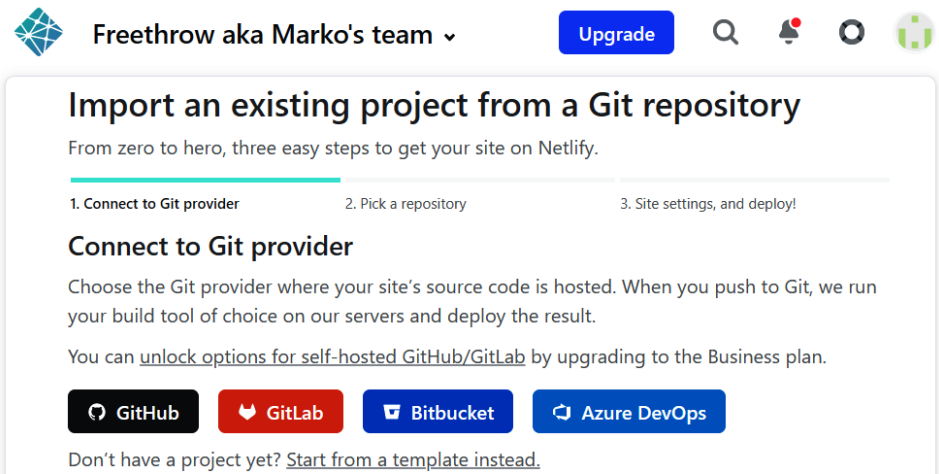 Freethrow aka Marko's team
Upgrade
Import an existing project from a Git repository
From zero to hero, three easy steps to get your site on Netlify.
1. Connect to Git provider
2. Pick a repository
3. Site settings, and deploy!
Connect to Git provider
Choose the Git provider where your site’s source code is hosted. When you push to Git, we run
your build tool of choice on our servers and deploy the result.
You can unlock options for self-hosted GitHub/GitLab by upgrading to the Business plan.
GitHub
GitLab
Bitbucket
Azure DevOps
Don’t have a project yet? Start from a template instead.